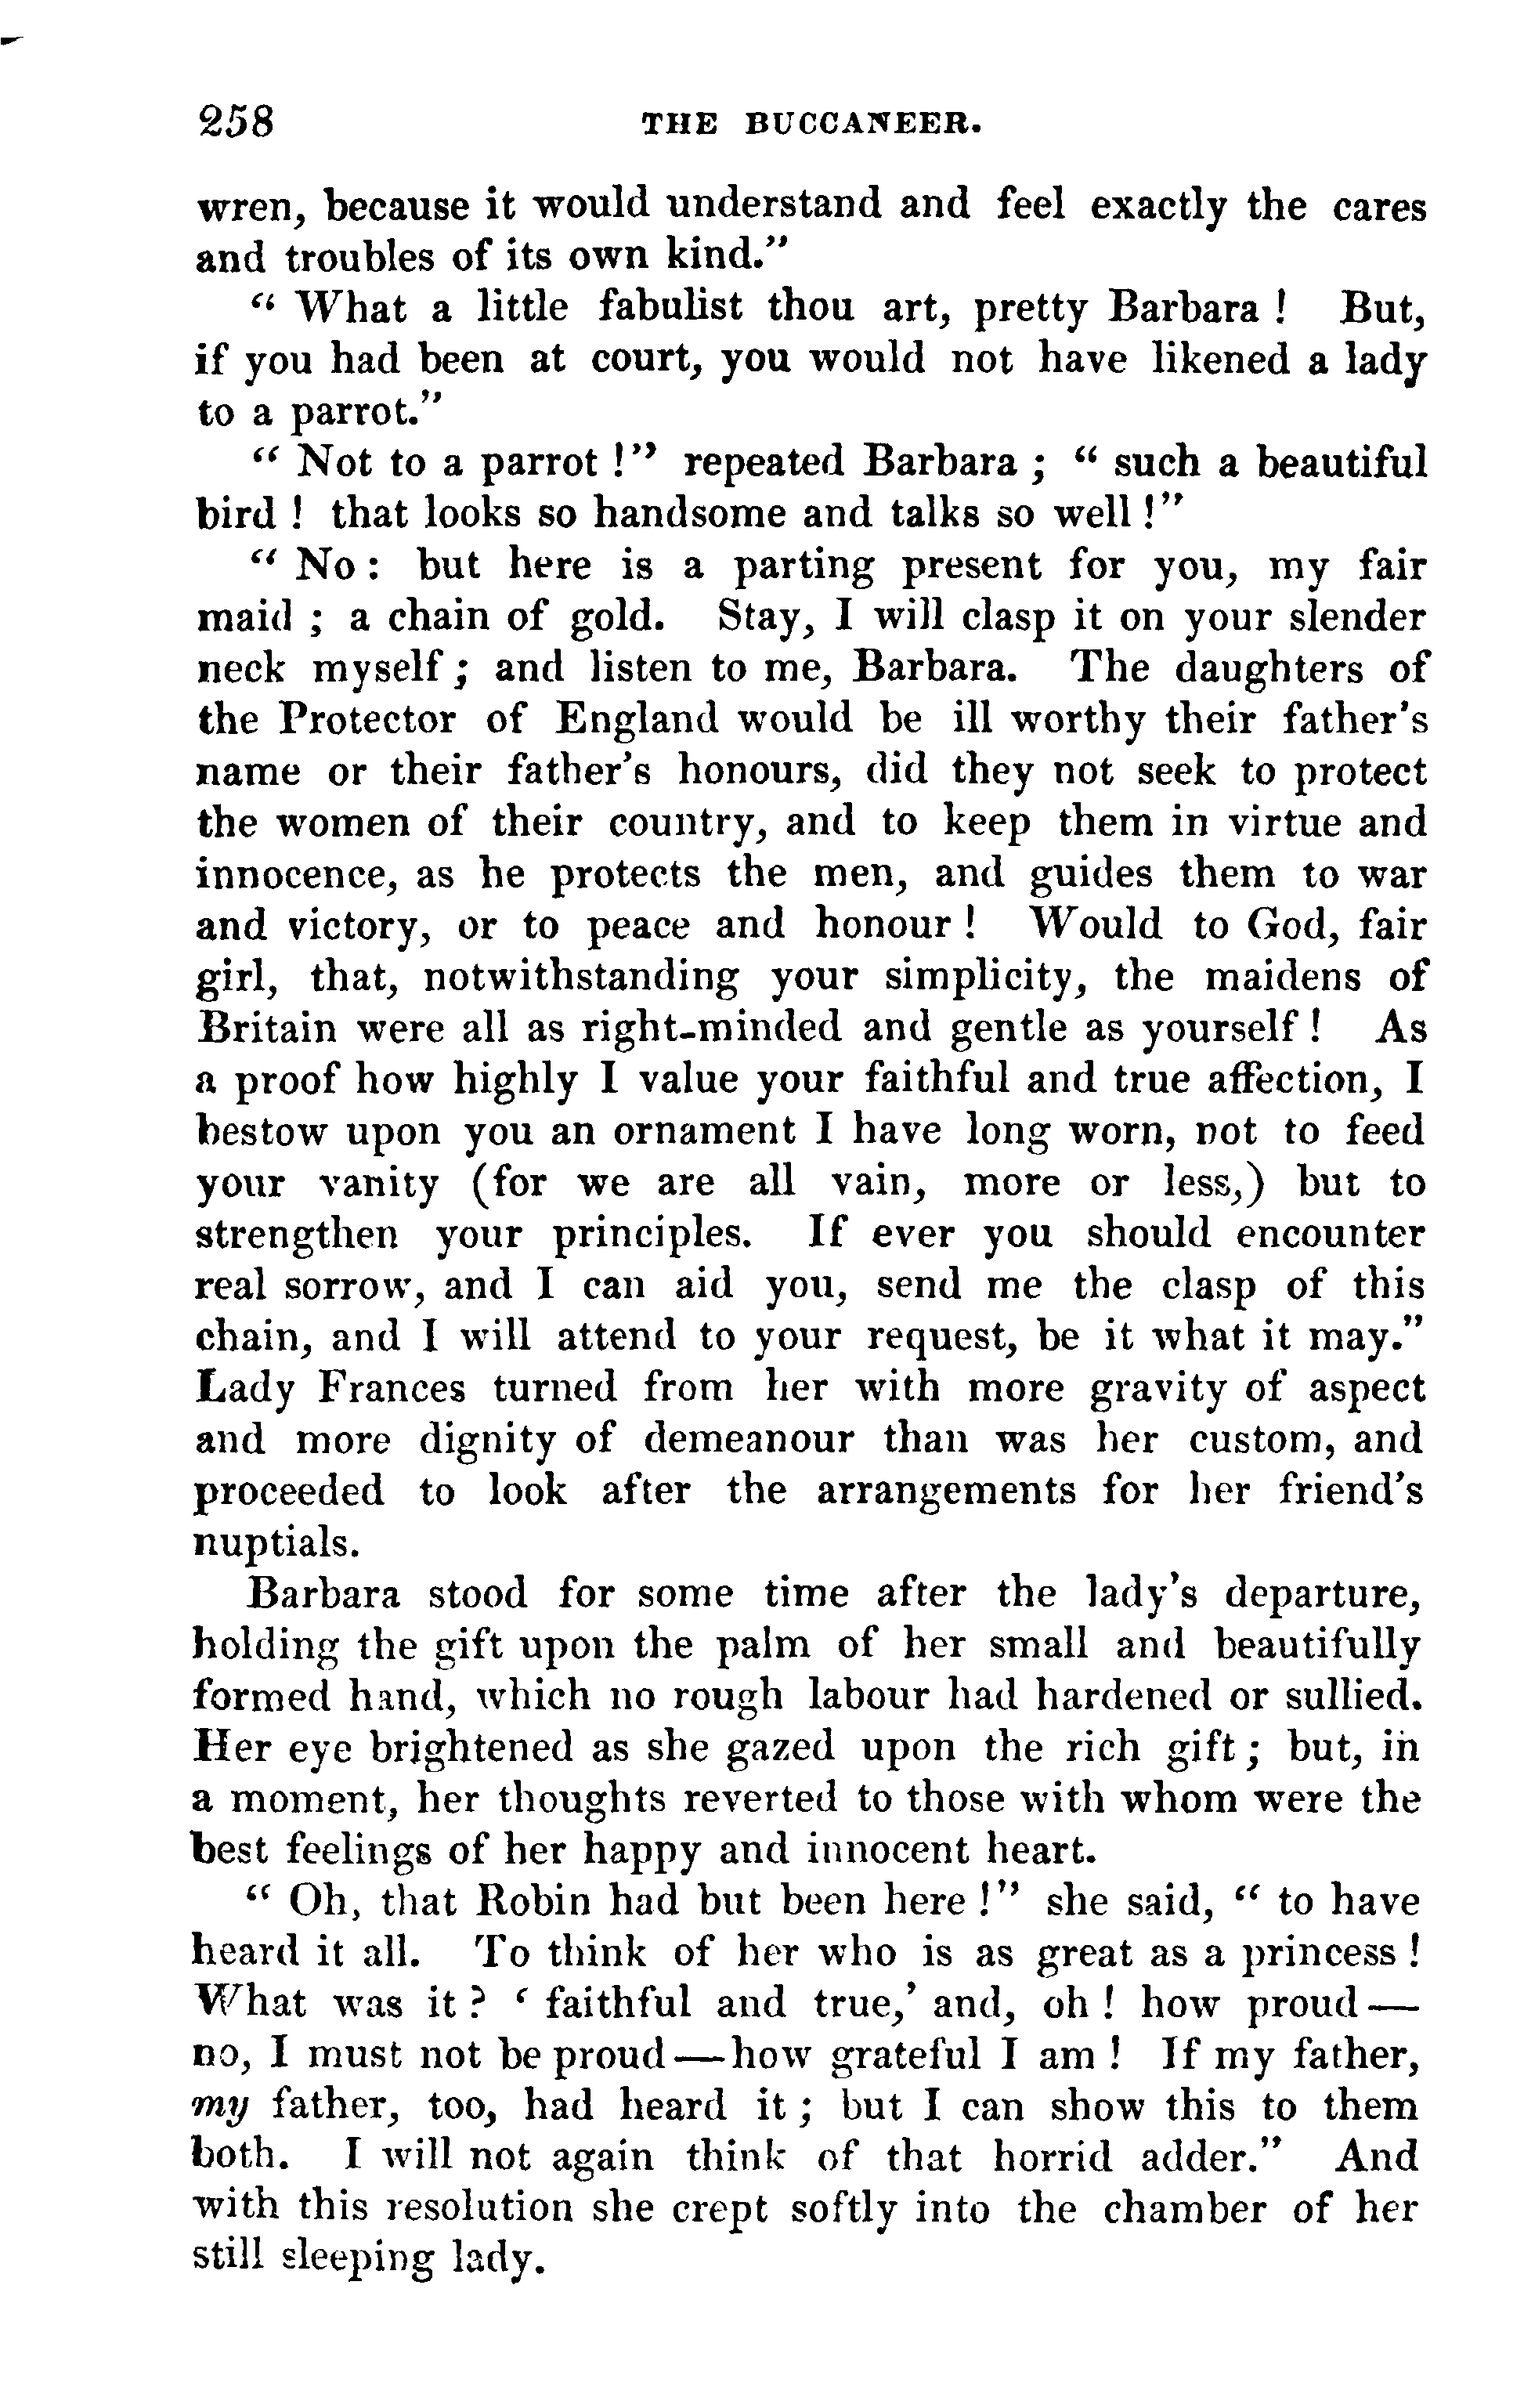 258 THE BUCCANEER.
wren, because it would understand and feel exactly the cares
and troubles of its own kind."
" What a little fabulist thou art, pretty Barbara ! But,
if you had been at court, you would not have likened a lady
to a parrot."
" Not to a parrot !" repeated Barbara ; " such a beautiful
bird ! that looks so handsome and talks so well !"
" No : but here is a parting present for you, my fair
maid ; a chain of gold. Stay, I will clasp it on your slender
neck myself ; and listen to me, Barbara. The daughters of
the Protector of England would be ill worthy their father's
name or their father's honours, did they not seek to protect
the women of their country, and to keep them in virtue and
innocence, as he protects the men, and guides them to war
and victory, or to peace and honour ! Would to God, fair
girl, that, notwithstanding your simplicity, the maidens of
Britain were all as right-minded and gentle as yourself ! As
a proof how highly I value your faithful and true affection, I
bestow upon you an ornament I have long worn, not to feed
your vanity (for we are all vain, more or less,) but to
strengthen your principles. If ever you should encounter
real sorrow, and I can aid you, send me the clasp of this
chain, and I will attend to your request, be it what it may."
Lady Frances turned from her with more gravity of aspect
and more dignity of demeanour than was her custom, and
proceeded to look after the arrangements for her friend's
nuptials.
Barbara stood for some time after the lady's departure,
holding the gift upon the palm of her small and beautifully
formed hand, which no rough labour had hardened or sullied.
Her eye brightened as she gazed upon the rich gift ; but, in
a moment, her thoughts reverted to those with whom were the
best feelings of her happy and innocent heart.
" Oh, that Robin had but been here !" she said, " to have
heard it all. To think of her who is as great as a princess !
What was it ? ' faithful and true,' and, oh ! how proud —
no, I must not be proud — how grateful I am ! If my father,
my father, too, had heard it ; but I can show this to them
both. I will not again think of that horrid adder." And
with this resolution she crept softly into the chamber of her
still sleeping lady.